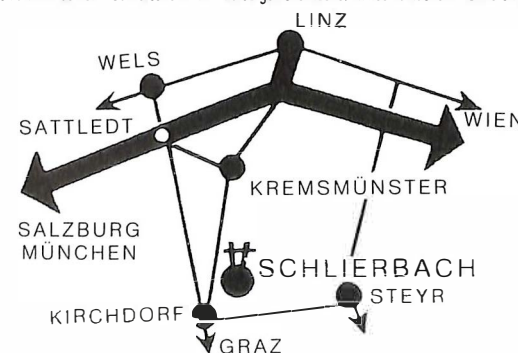 LINZ
WELS
WIEN
SATTLEDT
KREMSMÜNSTER
SALZBURG
MÜNCHEN
SCHLIERBACH
STEYR
KIRCHDORF
GRAZ